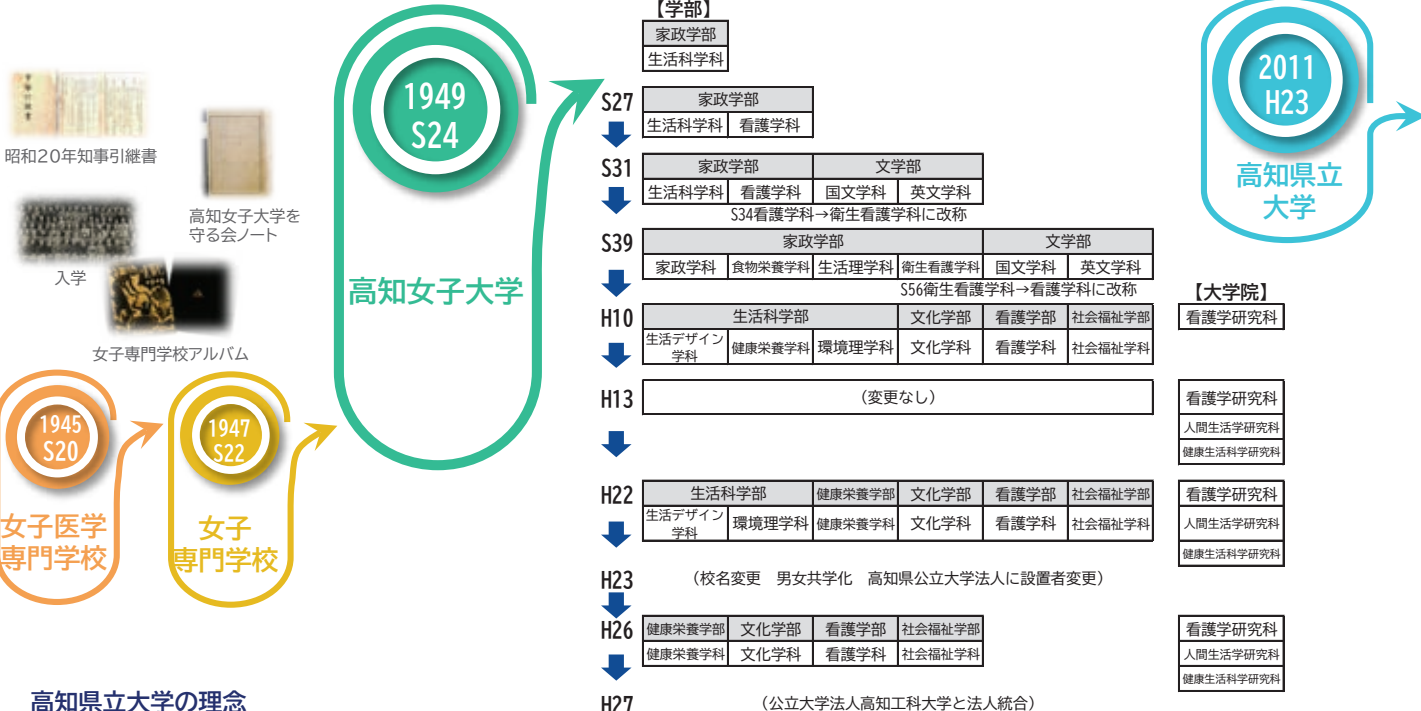 昭和20年知事引継書
高知女子大学を
守る会ノート
入学
女子専門学校アルバム
1945
S20
女子医学
専門学校
1947
S22
女子
専門学校
1949
S24
高知女子大学
【学部】
家政学部
生活科学科
S27
家政学部
生活科学科 看護学科
S31
家政学部 文学部
生活科学科 看護学科 国文学科 英文学科
S34看護学科→衛生看護学科に改称
S39
家政学部 文学部
家政学科 食物栄養学科 生活理学科 衛生看護学科 国文学科 英文学科
S56衛生看護学科→看護学科に改称
【大学院】
H10
生活科学部 文化学部 看護学部 社会福祉学部
生活デザイン
学科
健康栄養学科 環境理学科 文化学科 看護学科 社会福祉学科
看護学研究科
H13
（変更なし）
看護学研究科
人間生活学研究科
健康生活科学研究科
H22
生活科学部 健康栄養学部 文化学部 看護学部 社会福祉学部
生活デザイン
学科
環境理学科 健康栄養学科 文化学科 看護学科 社会福祉学科
看護学研究科
人間生活学研究科
健康生活科学研究科
H23
（校名変更　男女共学化　高知県公立大学法人に設置者変更）
H26
健康栄養学部 文化学部 看護学部 社会福祉学部
健康栄養学科 文化学科 看護学科 社会福祉学科
看護学研究科
人間生活学研究科
健康生活科学研究科
H27
（公立大学法人高知工科大学と法人統合）
2011
H23
高知県立
大学
高知県立大学の理念